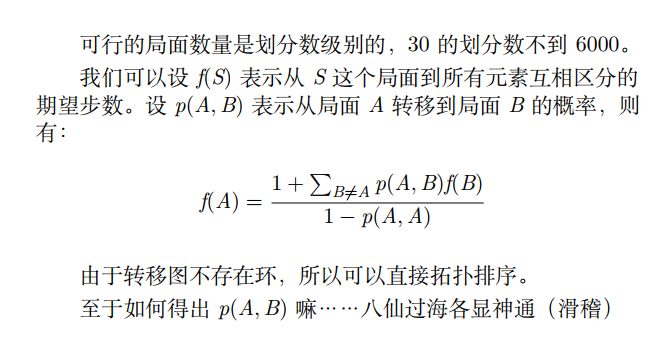 可行的局面数量是划分数级别的，30 的划分数不到 6000。
我们可以设 f(S) 表示从 S 这个局面到所有元素互相区分的
期望步数。设 p(A, B) 表示从局面 A 转移到局面 B 的概率，则
有：
f(A) = \frac{1 + \sum_{B \neq A} p(A, B)f(B)}{1 − p(A, A)}
由于转移图不存在环，所以可以直接拓扑排序。
至于如何得出 p(A, B) 嘛……八仙过海各显神通（滑稽）